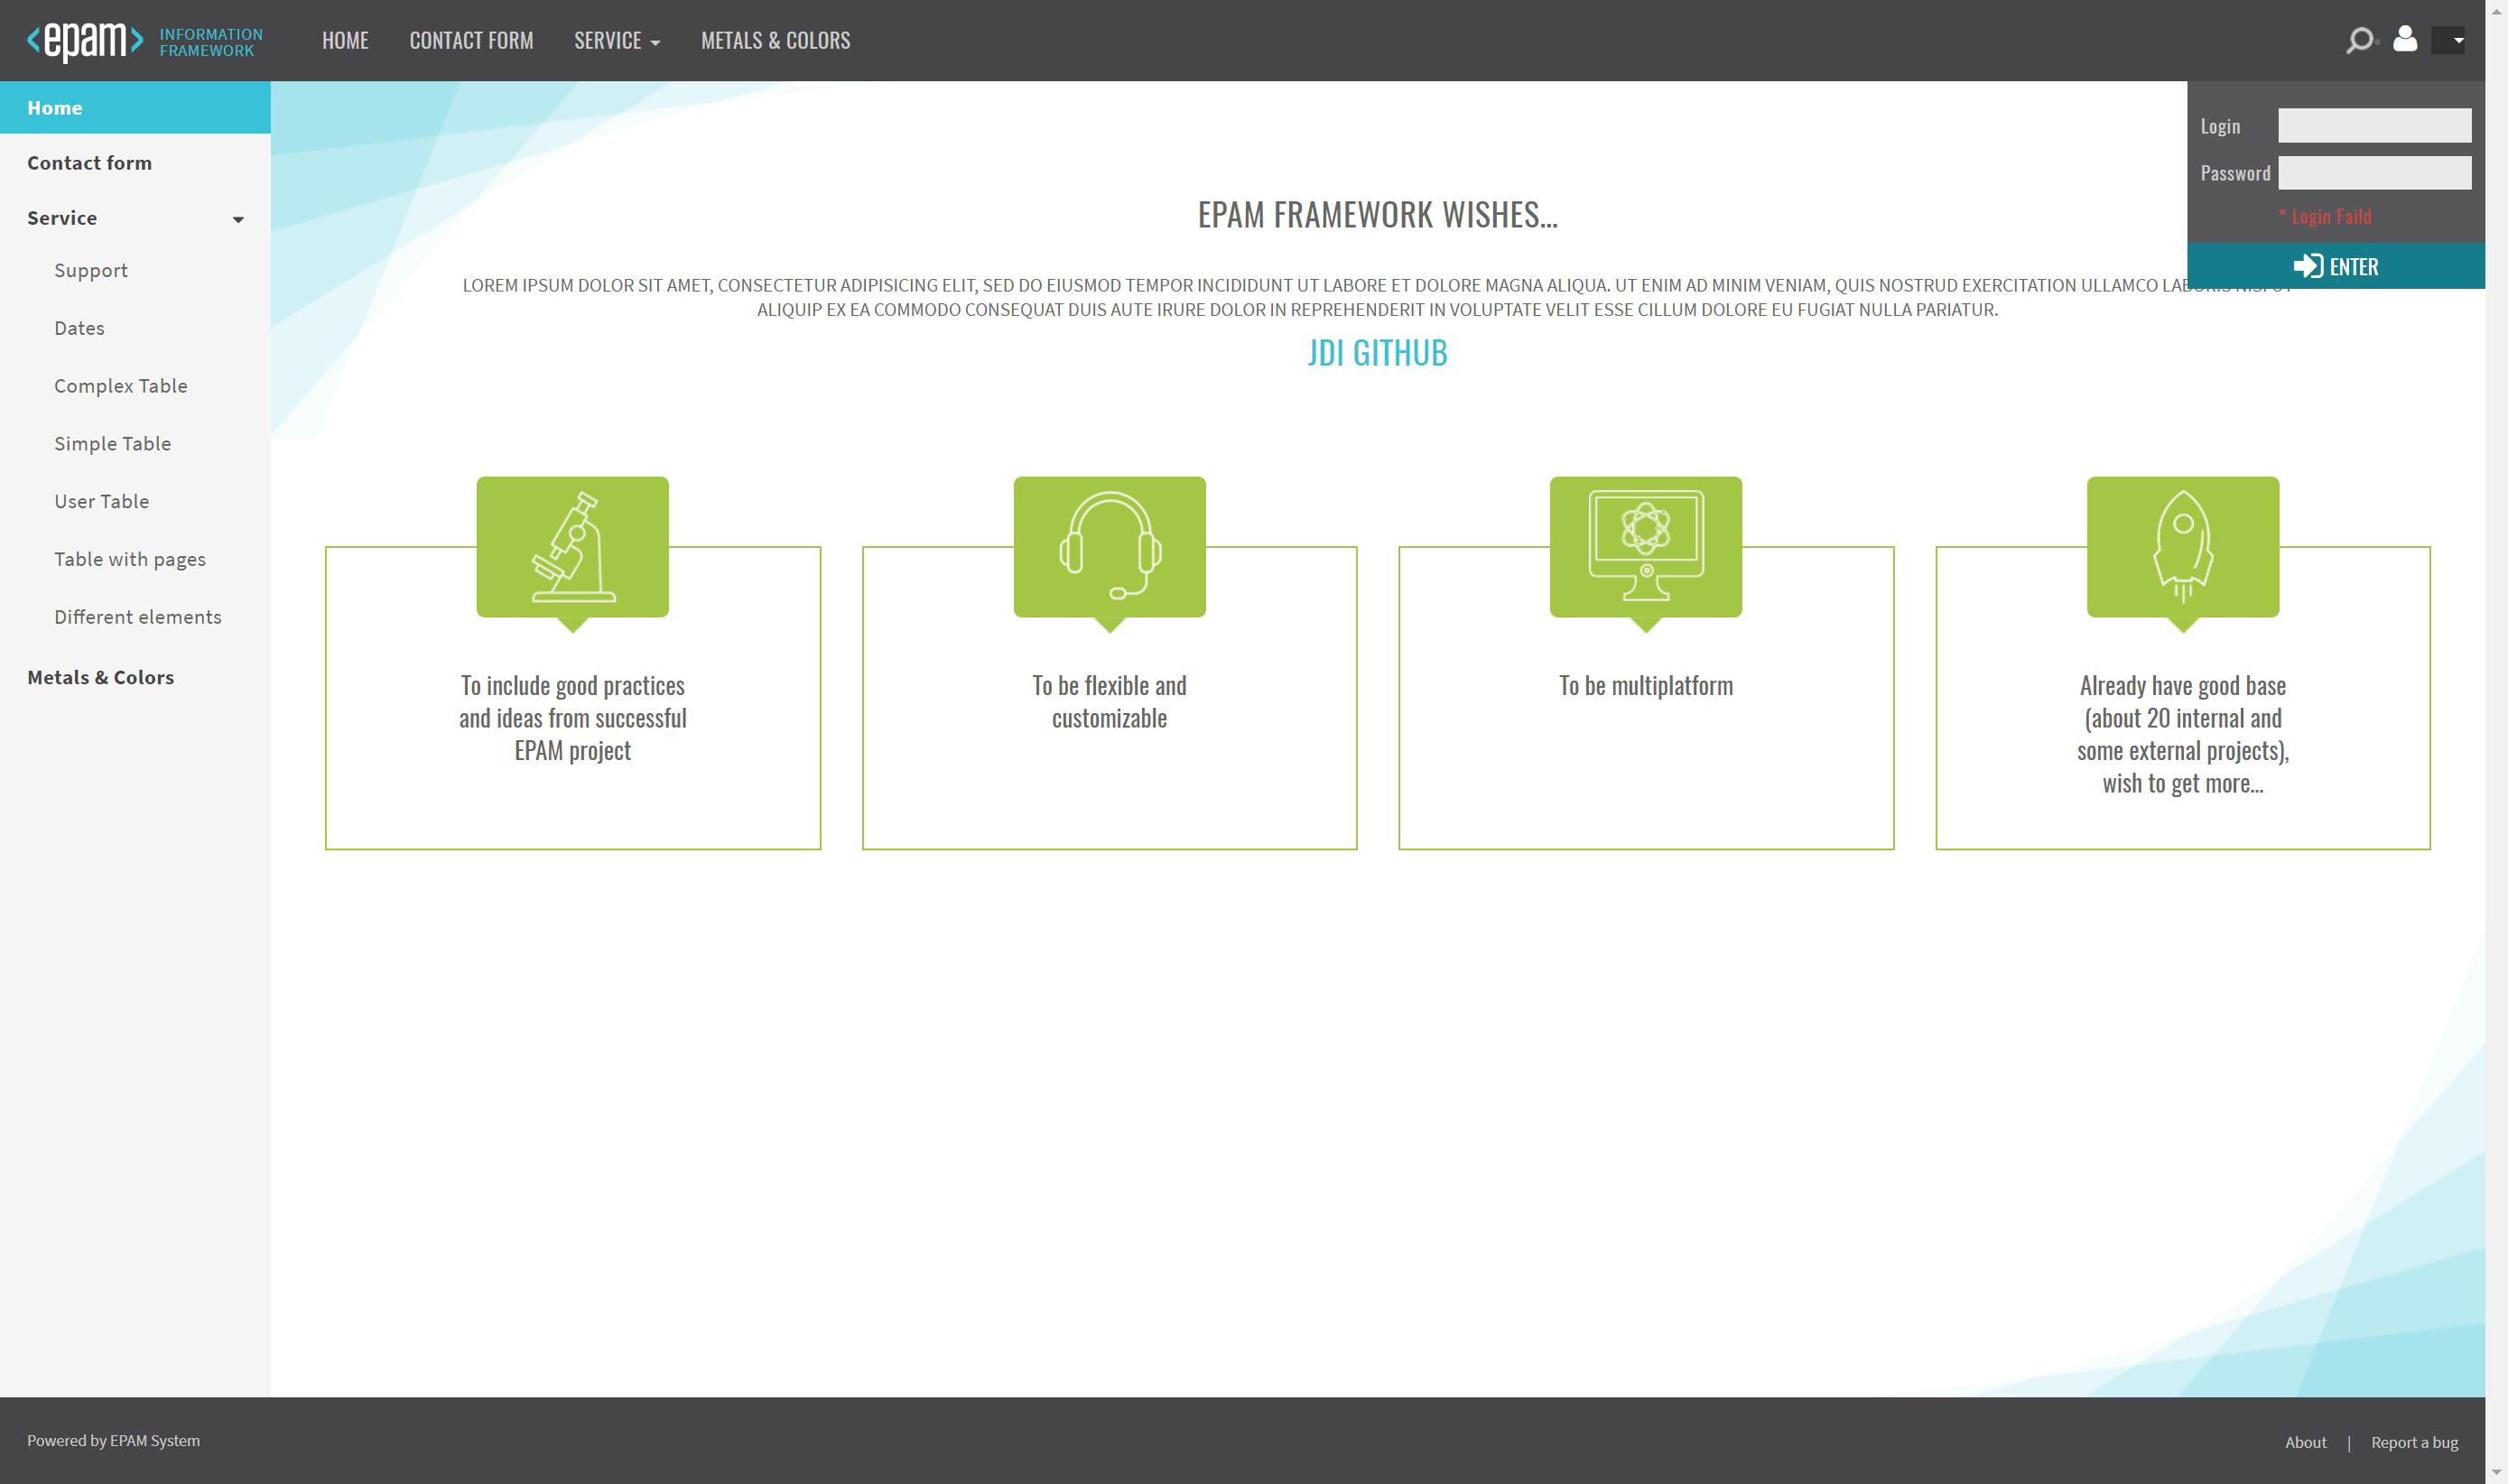 <epam>
INFORMATION
FRAMEWORK
HOME
CONTACT FORM
SERVICE
METALS & COLORS
Login
Password
* Login Faild
ENTER
Home
Contact form
Service
Support
Dates
Complex Table
Simple Table
User Table
Table with pages
Different elements
Metals & Colors
EPAM FRAMEWORK WISHES…
LOREM IPSUM DOLOR SIT AMET, CONSECTETUR ADIPISICING ELIT, SED DO EIUSMOD TEMPOR INCIDIDUNT UT LABORE ET DOLORE MAGNA ALIQUA. UT ENIM AD MINIM VENIAM, QUIS NOSTRUD EXERCITATION ULLAMCO
ALIQUIP EX EA COMMODO CONSEQUAT DUIS AUTE IRURE DOLOR IN REPREHENDERIT IN VOLUPTATE VELIT ESSE CILLUM DOLORE EU FUGIAT NULLA PARIATUR.
JDI GITHUB
To include good practices
and ideas from successful
EPAM project
To be flexible and
customizable
To be multiplatform
Already have good base
(about 20 internal and
some external projects),
wish to get more…
Powered by EPAM System
About | Report a bug